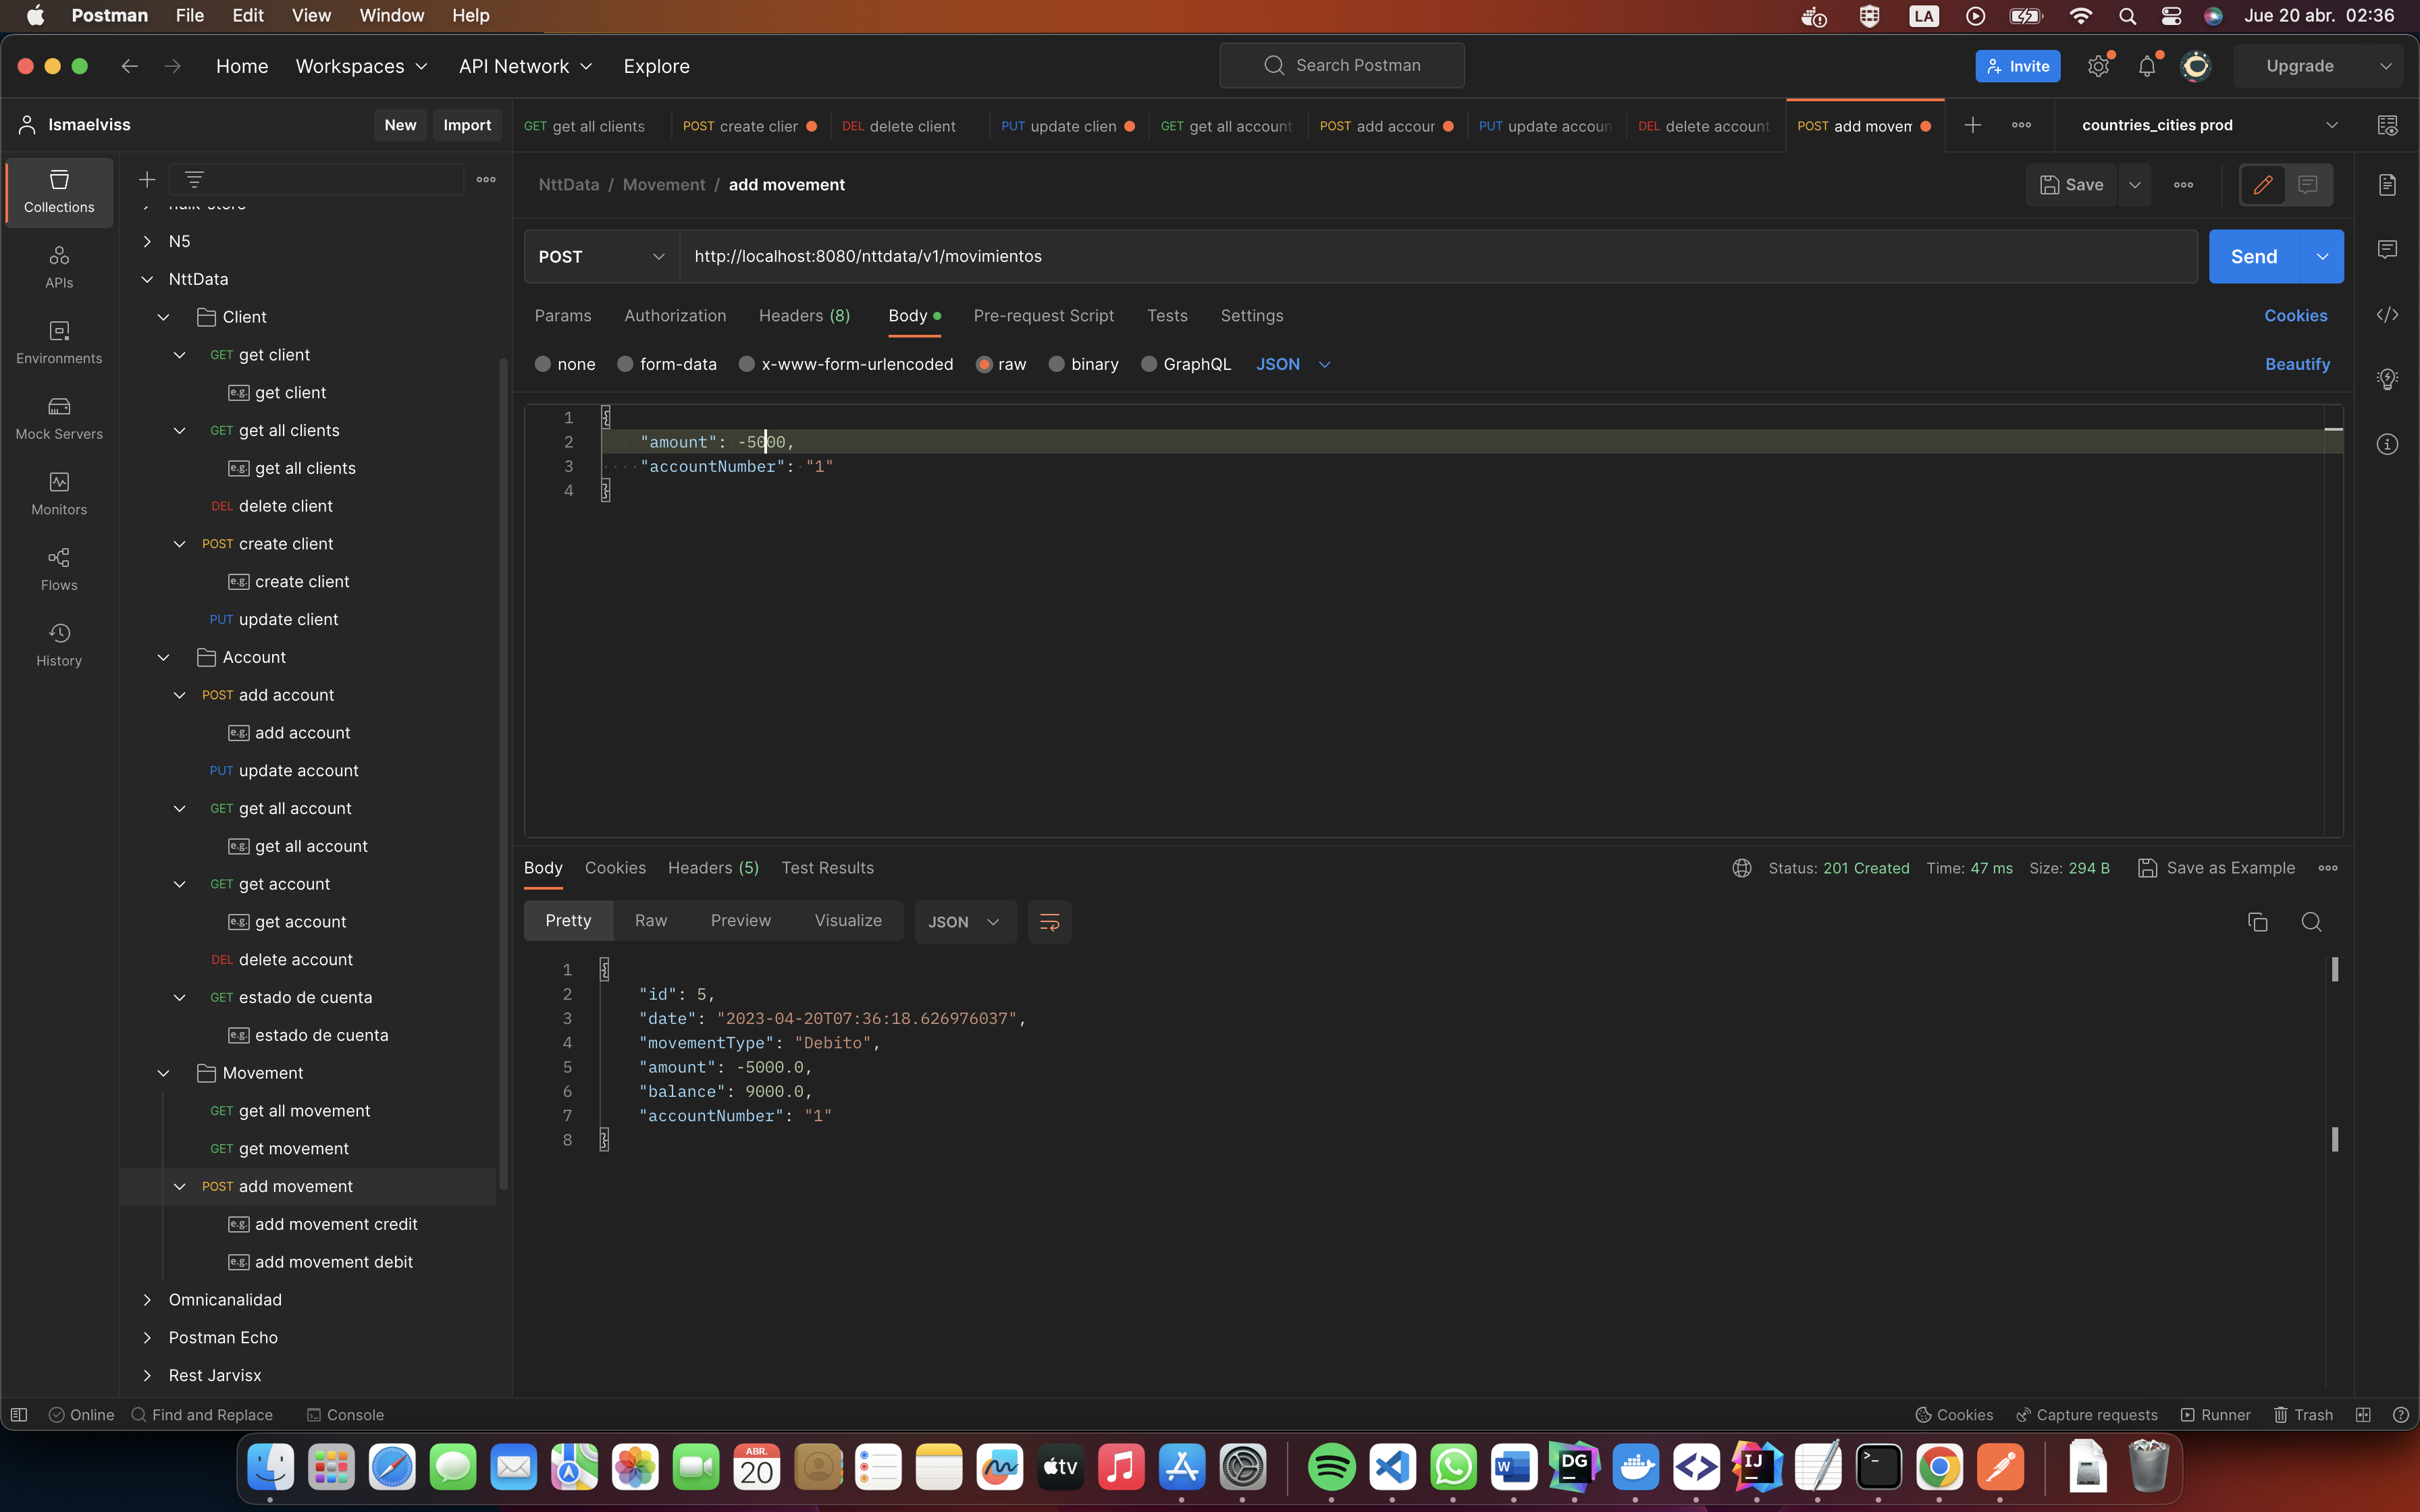 Postman File Edit View Window Help LA Jue 20 abr. 02:36
Home Workspaces API Network Explore Search Postman Invite Upgrade
Ismaelviss New Import
GET get all clients POST create clier DEL delete client PUT update clien GET get all account POST add accour PUT update accoun DEL delete account POST add movem countries_cities prod
Collections
APIs
Environments
Mock Servers
Monitors
Flows
History
N5
NttData
Client
GET get client
e.g. get client
GET get all clients
e.g. get all clients
DEL delete client
POST create client
e.g. create client
PUT update client
Account
POST add account
e.g. add account
PUT update account
GET get all account
e.g. get all account
GET get account
e.g. get account
DEL delete account
GET estado de cuenta
e.g. estado de cuenta
Movement
GET get all movement
GET get movement
POST add movement
e.g. add movement credit
e.g. add movement debit
Omnicanalidad
Postman Echo
Rest Jarvisx
NttData / Movement / add movement Save
POST http://localhost:8080/nttdata/v1/movimientos Send
Params Authorization Headers (8) Body Pre-request Script Tests Settings Cookies
none form-data x-www-form-urlencoded raw binary GraphQL JSON Beautify
1 {
2 "amount": -5000,
3 "accountNumber": "1"
4 }
Body Cookies Headers (5) Test Results Status: 201 Created Time: 47 ms Size: 294 B Save as Example
Pretty Raw Preview Visualize JSON
1 {
2 "id": 5,
3 "date": "2023-04-20T07:36:18.626976037",
4 "movementType": "Debito",
5 "amount": -5000.0,
6 "balance": 9000.0,
7 "accountNumber": "1"
8 }
Online Find and Replace Console Cookies Capture requests Runner Trash
ABR.
20
tv
W
DG
IJ